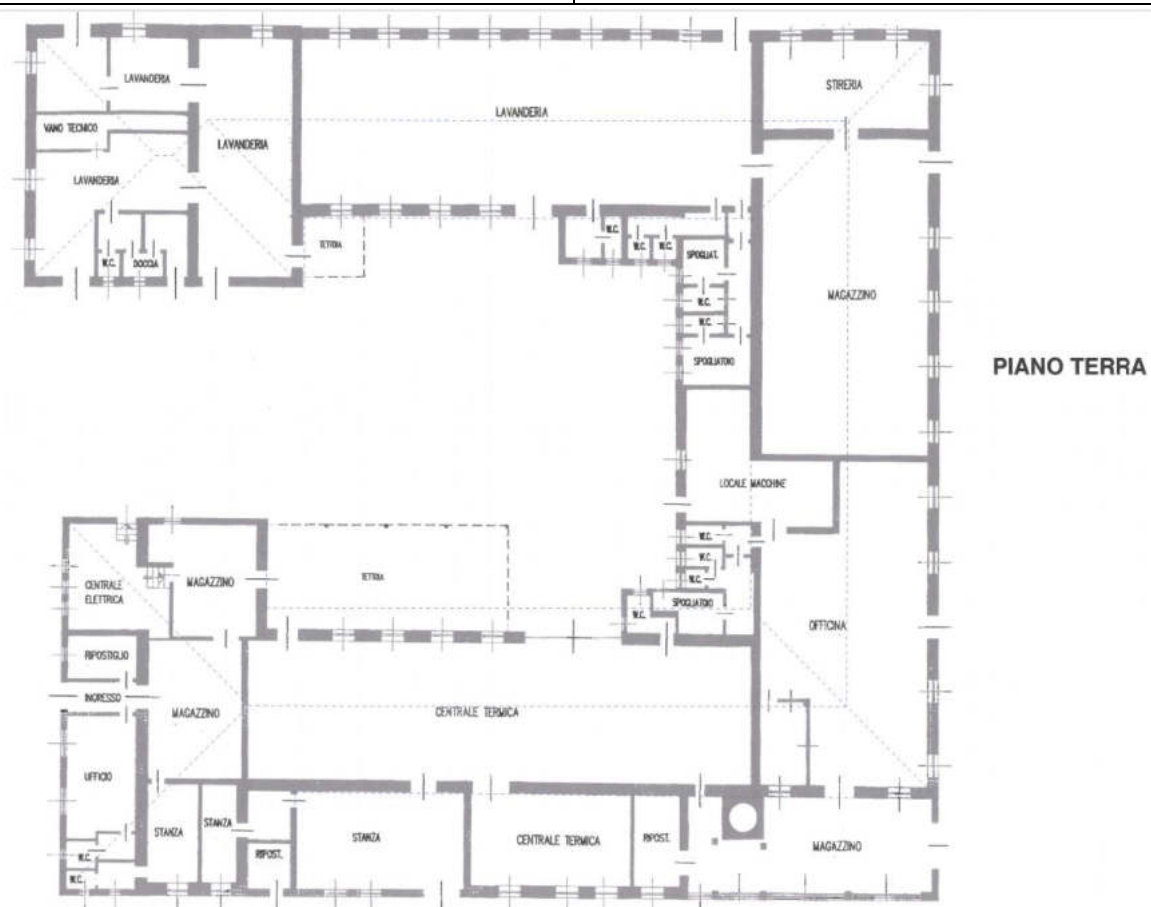 LAVANDERIA
STIRERIA
LAVANDERIA
VANO TECNICO
LAVANDERIA
LAVANDERIA
W.C.
W.C.
W.C.
TETTOIA
SPOGLIAT.
W.C.
DOCCIA
W.C.
MAGAZZINO
W.C.
SPOGLIATOIO
PIANO TERRA
LOCALE MACCHINE
W.C.
W.C.
W.C.
CENTRALE
ELETTRICA
MAGAZZINO
TETTOIA
SPOGLIATOIO
W.C.
OFFICINA
RIPOSTIGLIO
INGRESSO
MAGAZZINO
CENTRALE TERMICA
UFFICIO
STANZA
STANZA
STANZA
CENTRALE TERMICA
RIPOST.
MAGAZZINO
RIPOST.
W.C.
W.C.